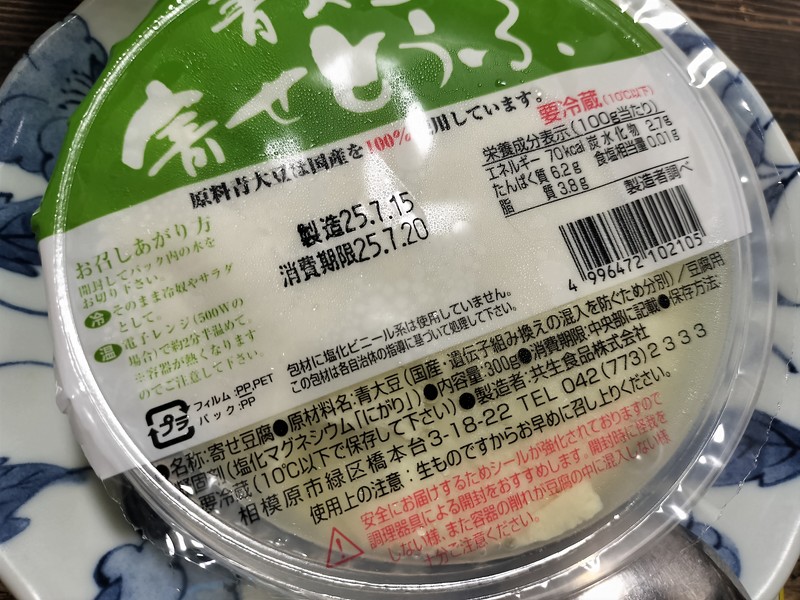 寄せとうふ、
原料青大豆は国産を100%使用しています。
要冷蔵(10℃以下)
栄養成分表示(100g当たり)
エネルギー 70kcal 炭水化物 2.7g
たんぱく質 6.2g 食塩相当量0.01g
脂 質 3.8g
製造者調べ
製造25.7.15
消費期限25.7.20
4 996472 102105
お召しあがり方
開封してパック内の水を
お切り下さい。
冷 そのまま冷奴やサラダ
として。
温 電子レンジ(500Wの
場合)で約2分半温めて。
※容器が熱くなります
のでご注意して下さい。
包材に塩化ビニール系は使用していません。
この包材は各自治体の指導に基づいて処理して下さい。
プラ
フィルム:PP,PET
パック:PP
●名称:寄せ豆腐●原材料名:青大豆(国産:遺伝子組み換えの混入を防ぐため分別)/豆腐用
凝固剤(塩化マグネシウム「にがり」)●内容量:300g●消費期限:中央部に記載●保存方法:
要冷蔵(10℃以下で保存して下さい)●製造者:共生食品株式会社
相模原市緑区橋本台3-18-22 TEL 042(773)2333
使用上の注意:生ものですからお早めに召し上りください。
安全にお届けするためシールが強化されておりますので
調理器具による開封をおすすめします。開封時に怪我を
しない様、また容器の削れが豆腐の中に混入しない様
十分ご注意ください。